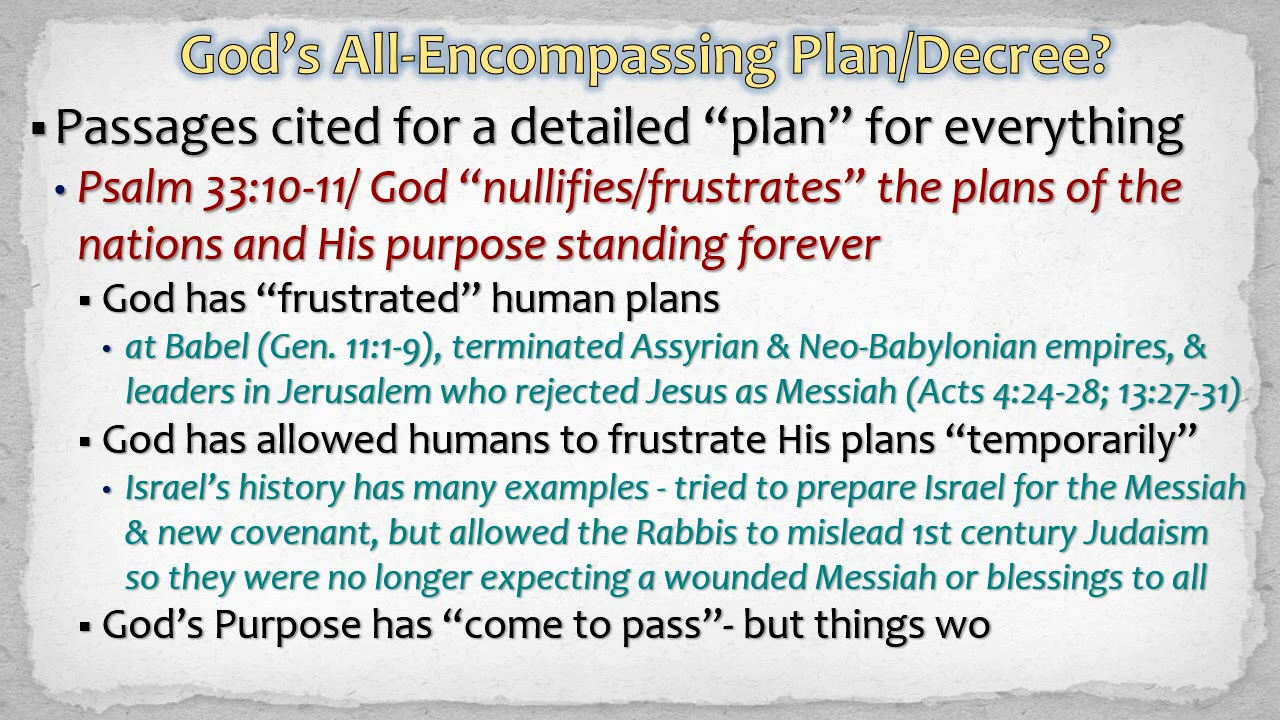 God’s All-Encompassing Plan/Decree?
▪ Passages cited for a detailed “plan” for everything
• Psalm 33:10-11/ God “nullifies/frustrates” the plans of the
nations and His purpose standing forever
▪ God has “frustrated” human plans
• at Babel (Gen. 11:1-9), terminated Assyrian & Neo-Babylonian empires, &
leaders in Jerusalem who rejected Jesus as Messiah (Acts 4:24-28; 13:27-31)
▪ God has allowed humans to frustrate His plans “temporarily”
• Israel’s history has many examples - tried to prepare Israel for the Messiah
& new covenant, but allowed the Rabbis to mislead 1st century Judaism
so they were no longer expecting a wounded Messiah or blessings to all
▪ God’s Purpose has “come to pass”- but things wo